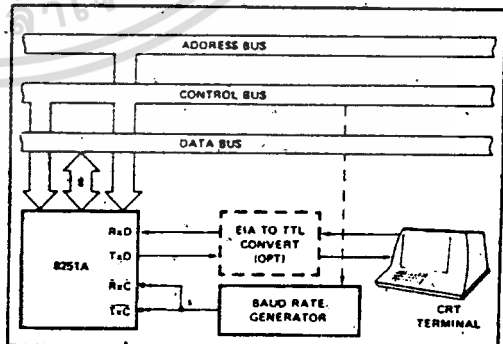 ADDRESS BUS
CONTROL BUS
DATA BUS
8
8251A
RxD
TxD
RxC
TxC
EIA TO TTL
CONVERT
(OPT)
BAUD RATE
GENERATOR
CRT
TERMINAL